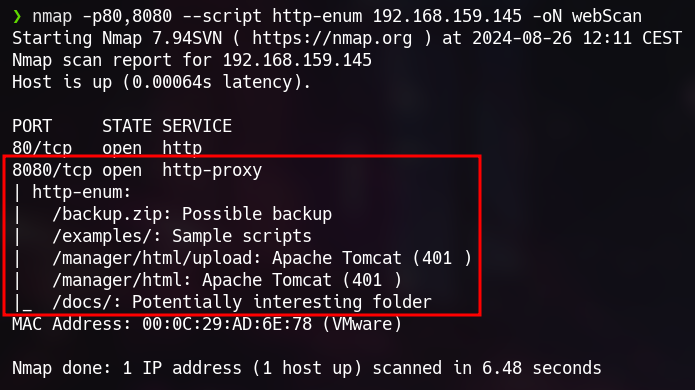 ❯ nmap -p80,8080 --script http-enum 192.168.159.145 -oN webScan
Starting Nmap 7.94SVN ( https://nmap.org ) at 2024-08-26 12:11 CEST
Nmap scan report for 192.168.159.145
Host is up (0.00064s latency).
PORT     STATE SERVICE
80/tcp   open  http
8080/tcp open  http-proxy
| http-enum:
|   /backup.zip: Possible backup
|   /examples/: Sample scripts
|   /manager/html/upload: Apache Tomcat (401 )
|   /manager/html: Apache Tomcat (401 )
|_  /docs/: Potentially interesting folder
MAC Address: 00:0C:29:AD:6E:78 (VMware)
Nmap done: 1 IP address (1 host up) scanned in 6.48 seconds